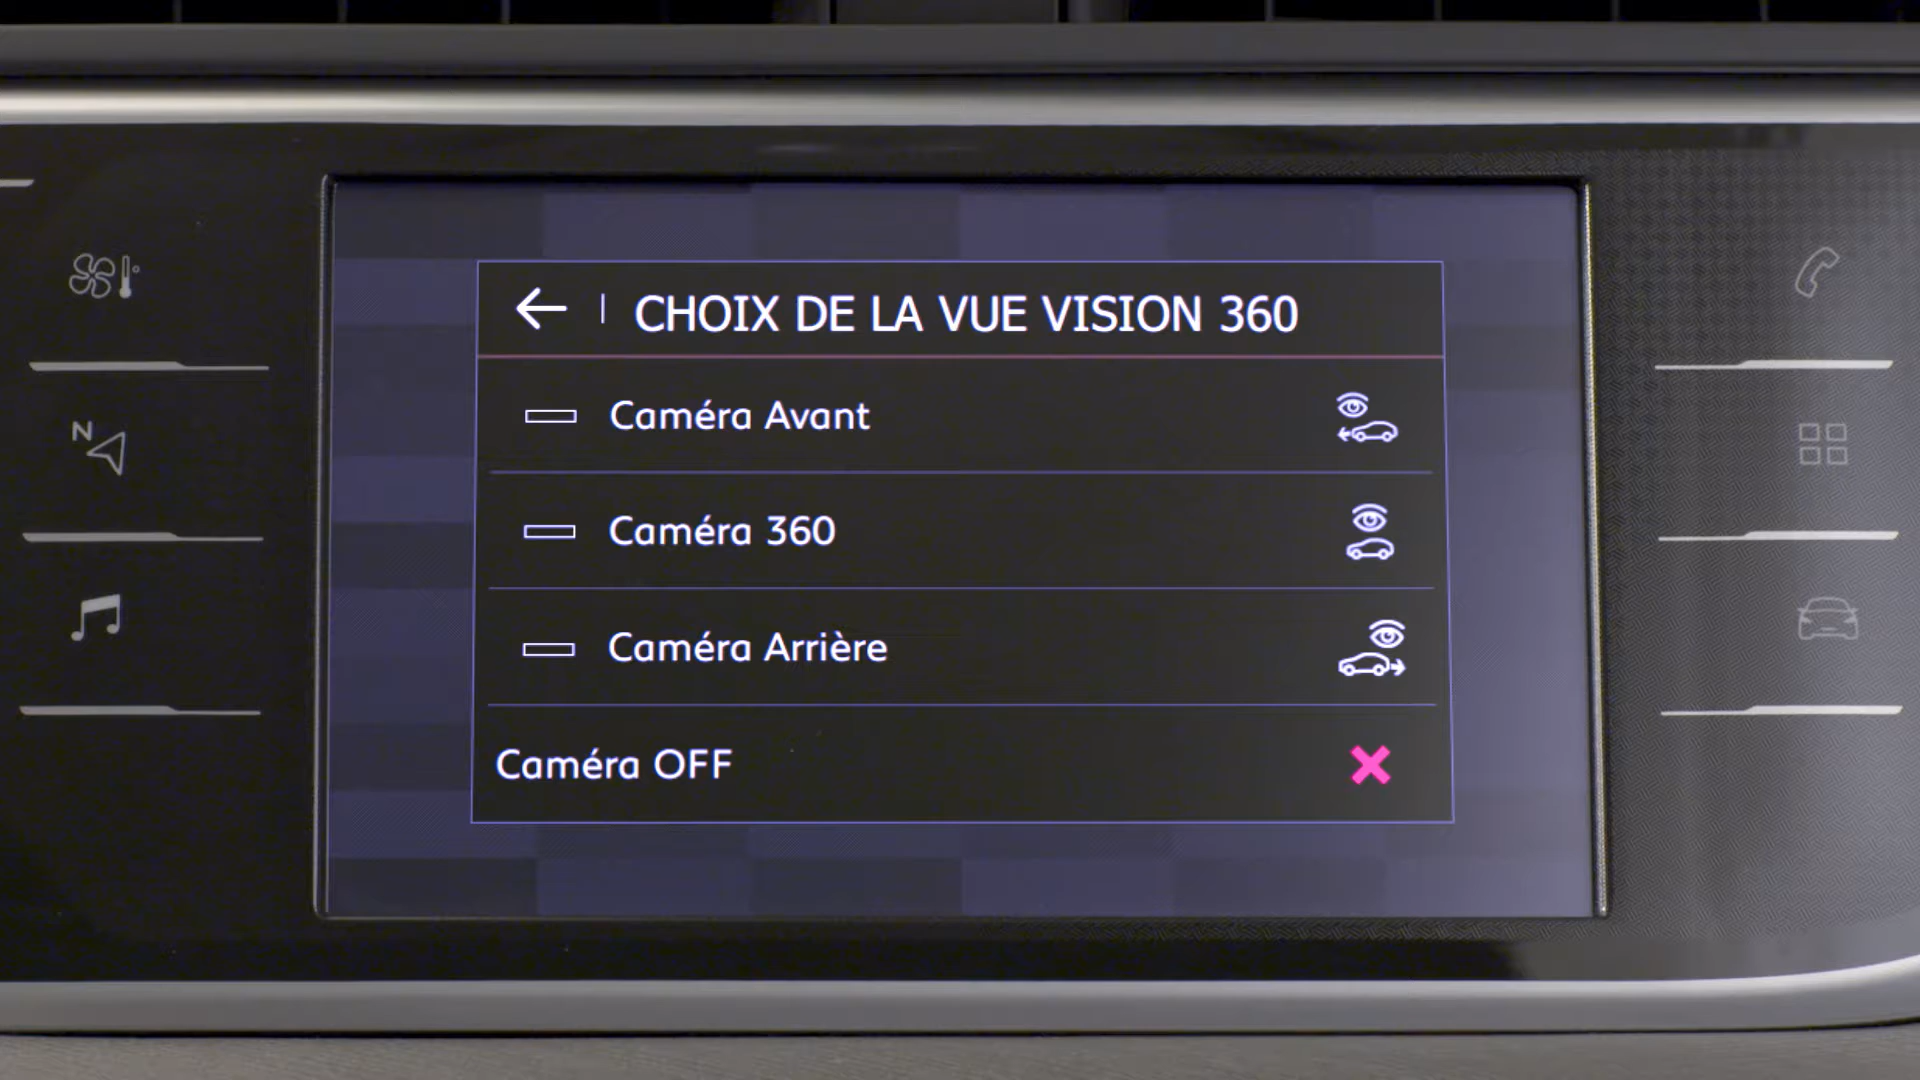 CHOIX DE LA VUE VISION 360
Caméra Avant
Caméra 360
Caméra Arrière
Caméra OFF
N